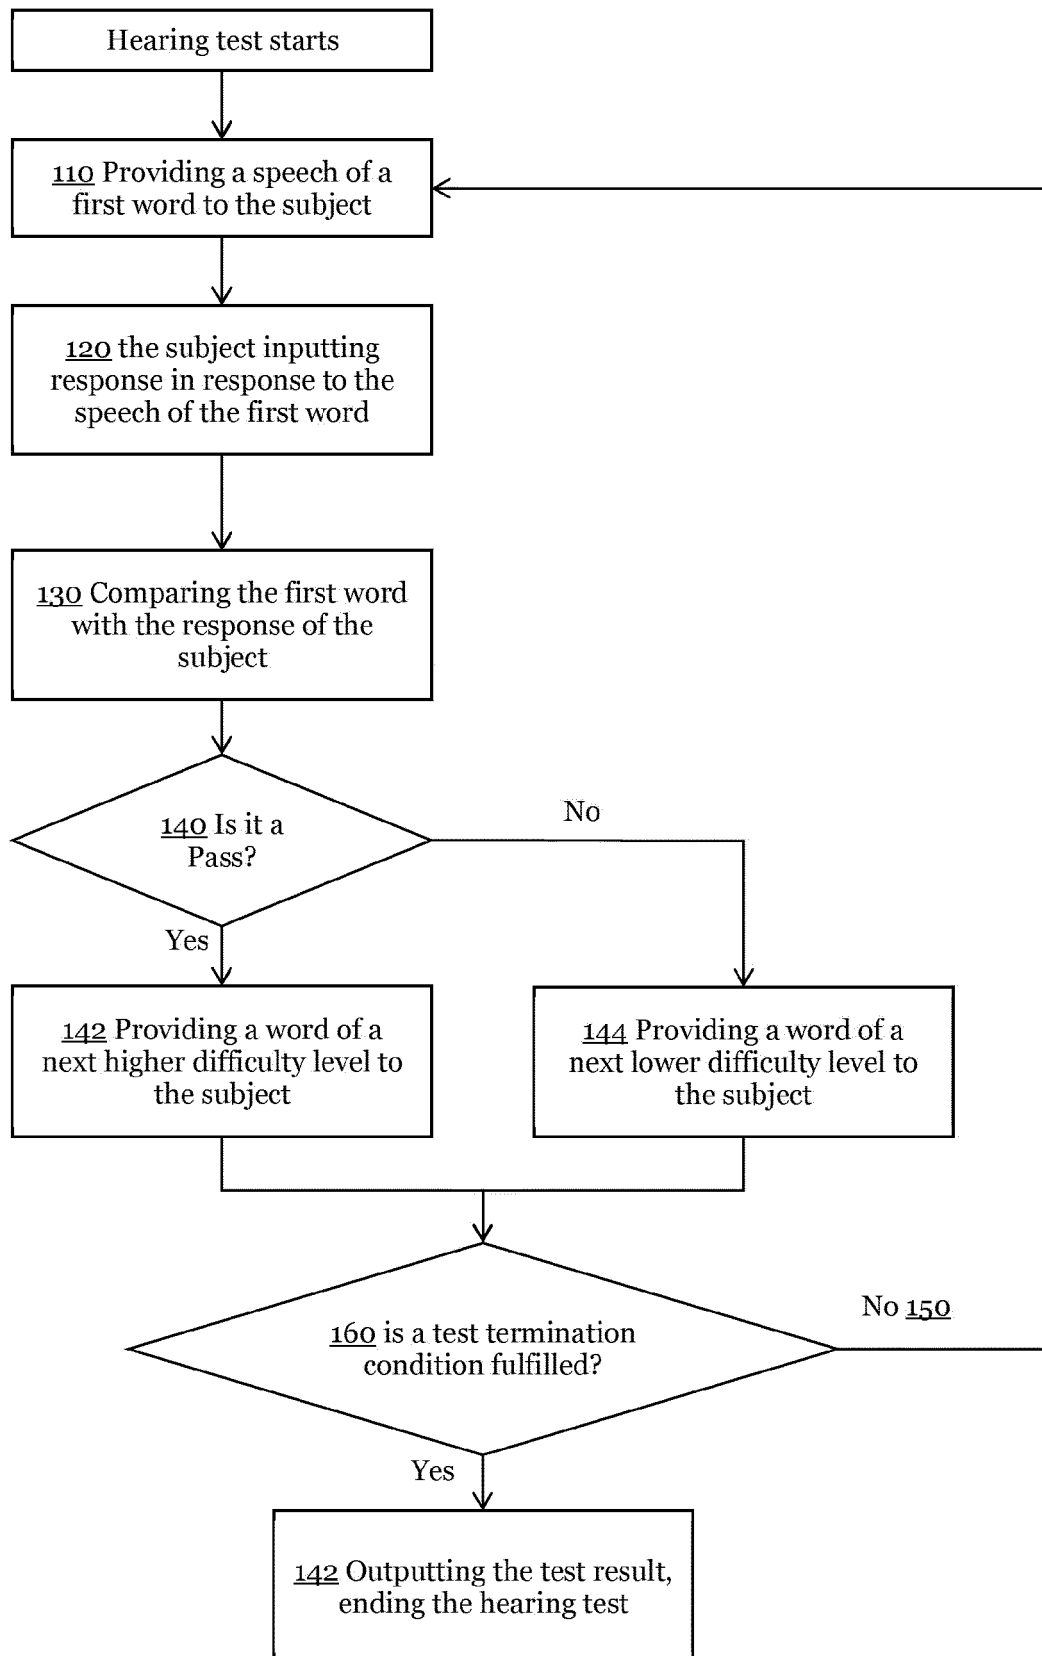 Hearing test starts
110 Providing a speech of a
first word to the subject
120 the subject inputting
response in response to the
speech of the first word
130 Comparing the first word
with the response of the
subject
140 Is it a
Pass?
No
Yes
142 Providing a word of a
next higher difficulty level to
the subject
144 Providing a word of a
next lower difficulty level to
the subject
160 is a test termination
condition fulfilled?
No 150
Yes
142 Outputting the test result,
ending the hearing test